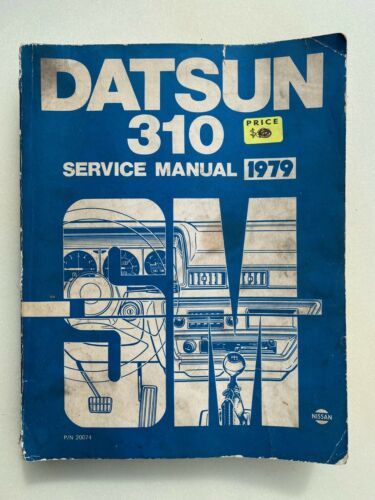 DATSUN
310
PRICE
$
SERVICE MANUAL 1979
SM
NISSAN
P/N 20074